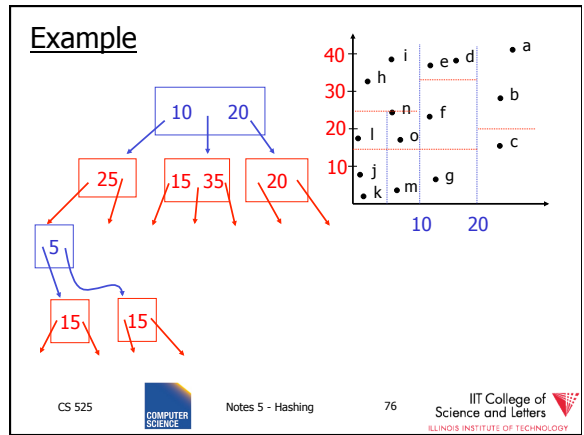 Example
10 20
25
15 35
20
5
15
15
40
30
20
10
10
20
a
b
c
d
e
f
g
h
i
j
k
l
m
n
o
CS 525
COMPUTER
SCIENCE
Notes 5 - Hashing
76
IIT College of
Science and Letters
ILLINOIS INSTITUTE OF TECHNOLOGY